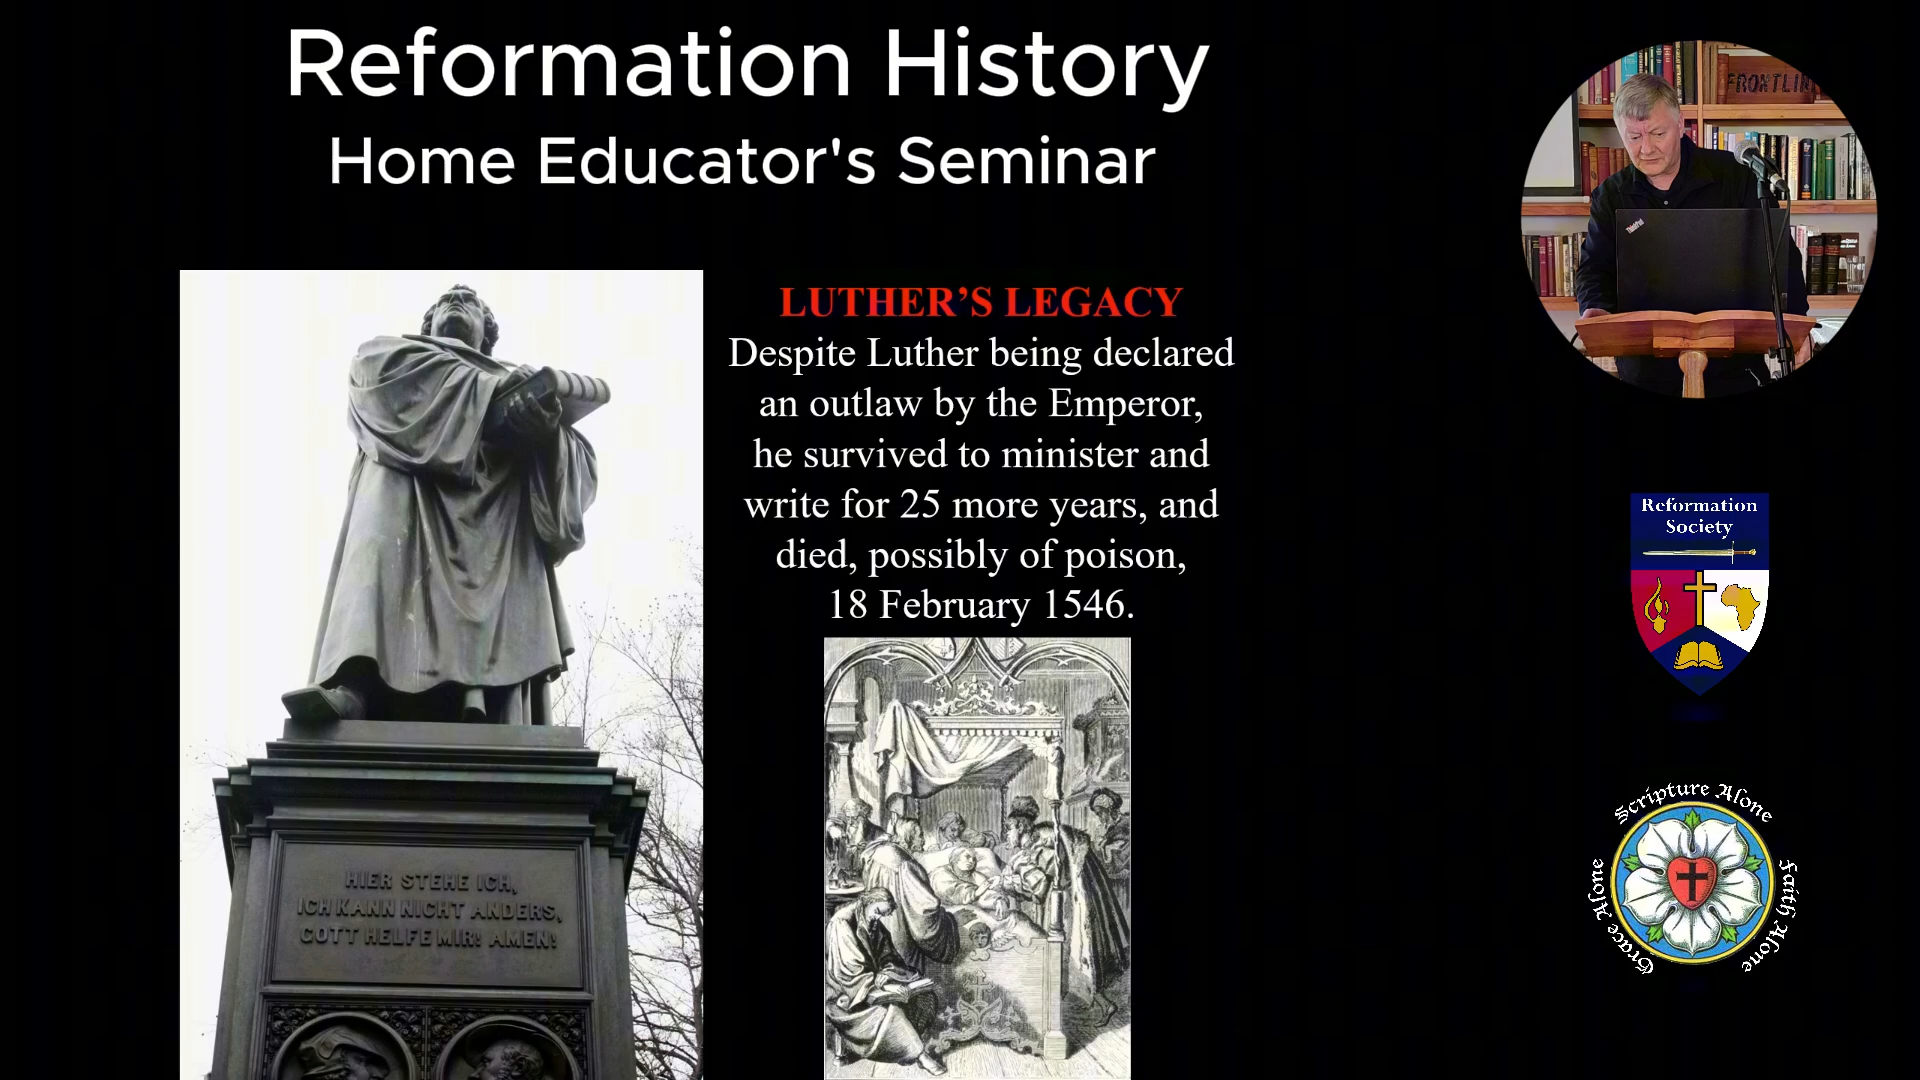 Reformation History
Home Educator's Seminar
FRONTLIN
ThinkPad
LUTHER’S LEGACY
Despite Luther being declared
an outlaw by the Emperor,
he survived to minister and
write for 25 more years, and
died, possibly of poison,
18 February 1546.
HIER STEHE ICH,
ICH KANN NICHT ANDERS,
GOTT HELFE MIR! AMEN!
Reformation
Society
Scripture Alone
Faith Alone
Grace Alone